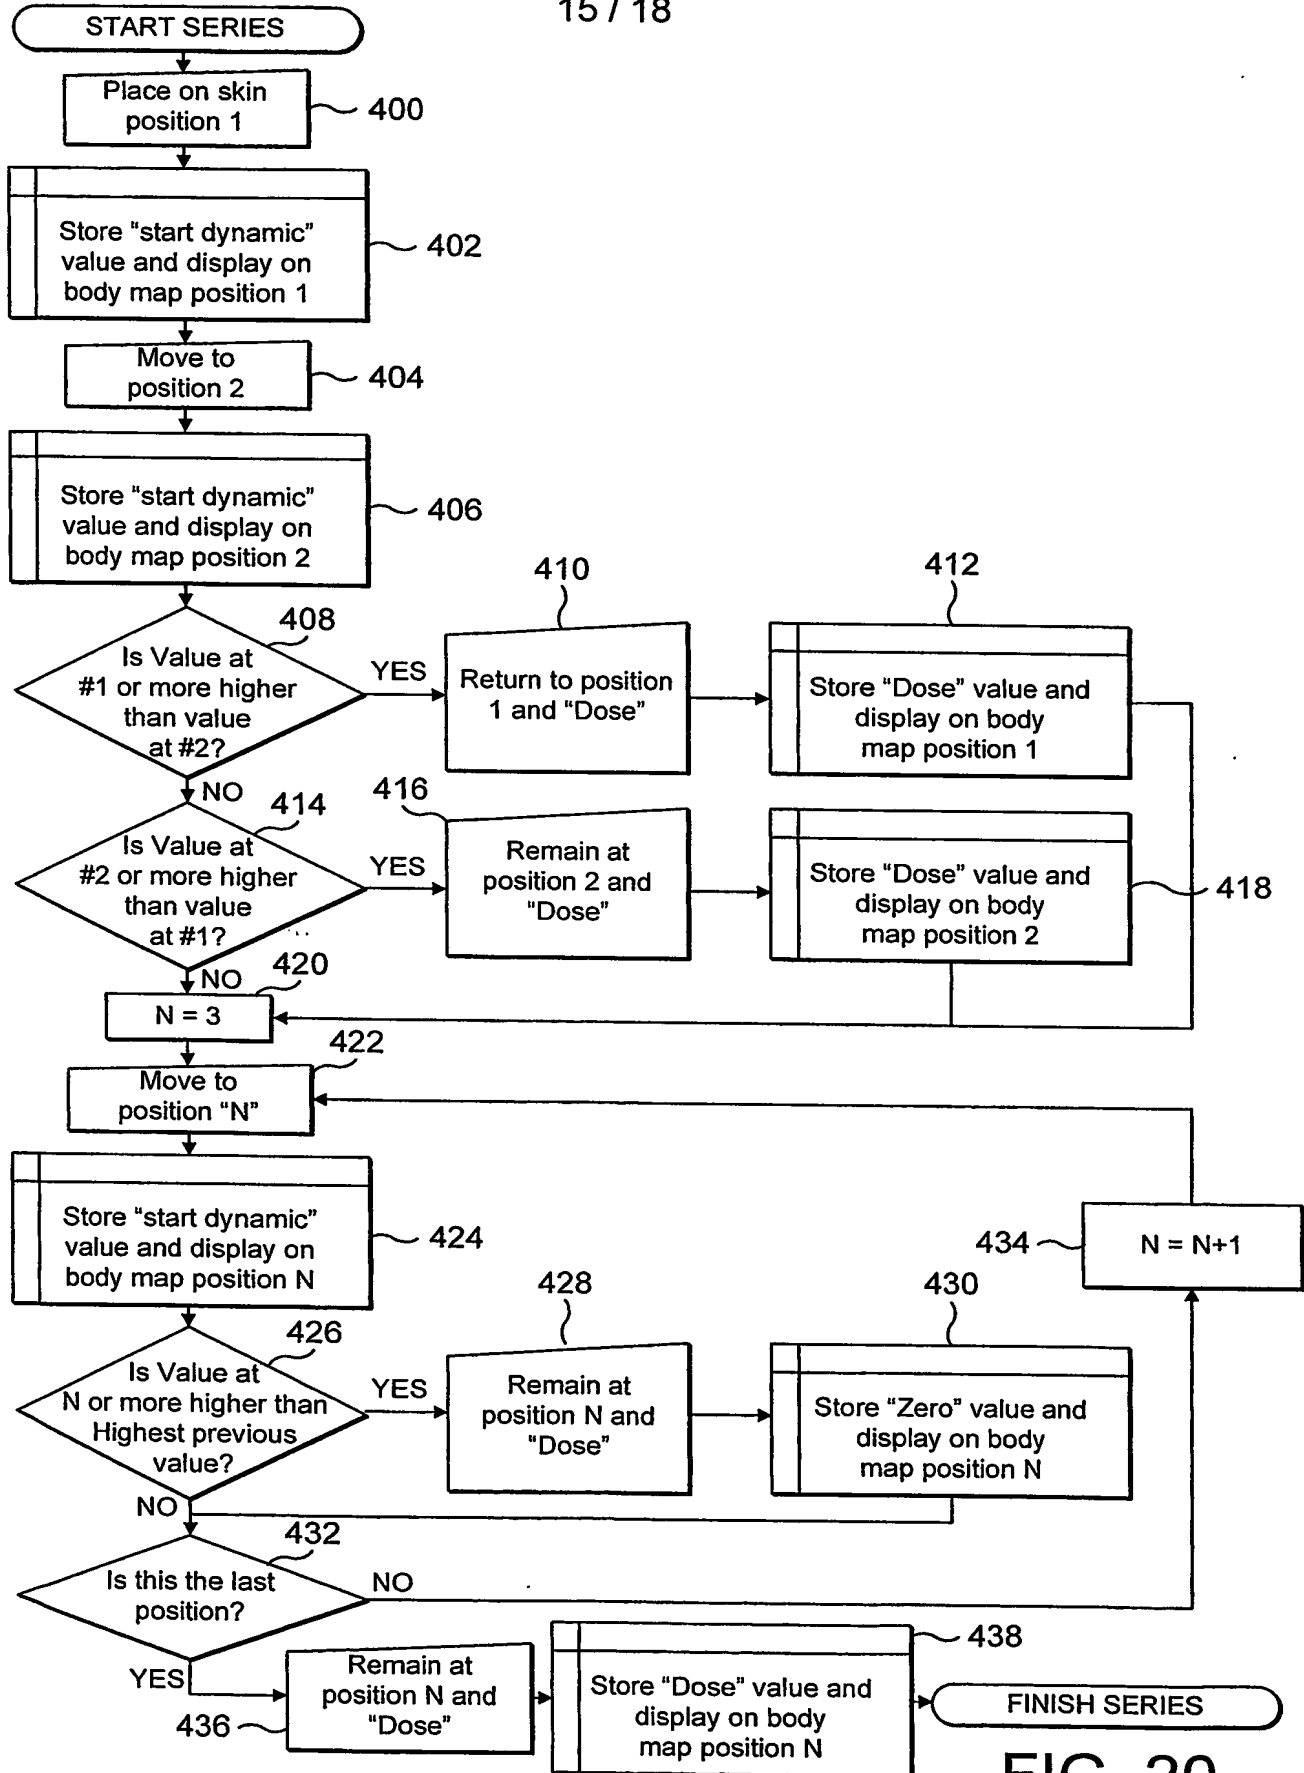 15 / 18
START SERIES
Place on skin
position 1
400
Store "start dynamic"
value and display on
body map position 1
402
Move to
position 2
404
Store "start dynamic"
value and display on
body map position 2
406
Is Value at
#1 or more higher
than value
at #2?
408
YES
NO
410
Return to position
1 and "Dose"
412
Store "Dose" value and
display on body
map position 1
Is Value at
#2 or more higher
than value
at #1?
414
YES
NO
416
Remain at
position 2 and
"Dose"
Store "Dose" value and
display on body
map position 2
418
420
N = 3
422
Move to
position "N"
Store "start dynamic"
value and display on
body map position N
424
434
N = N+1
Is Value at
N or more higher than
Highest previous
value?
426
YES
NO
428
Remain at
position N and
"Dose"
430
Store "Zero" value and
display on body
map position N
432
Is this the last
position?
NO
YES
Remain at
position N and
"Dose"
436
Store "Dose" value and
display on body
map position N
438
FINISH SERIES
FIG. 20